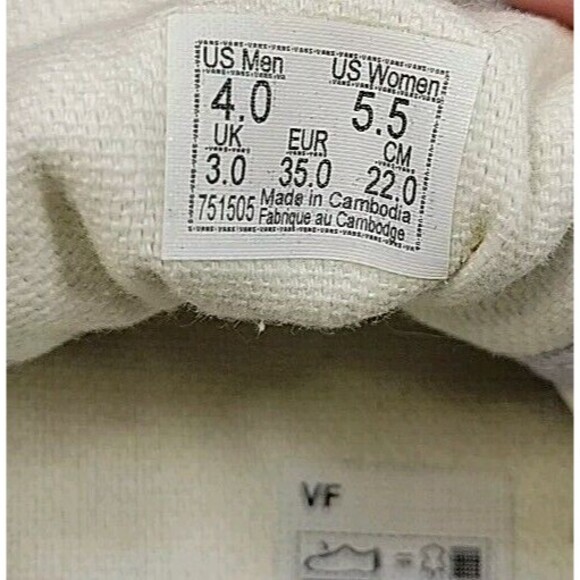 US Men US Women
4.0 5.5
UK EUR CM
3.0 35.0 22.0
751505 Made in Cambodia
Fabriqué au Cambodge
VF
=